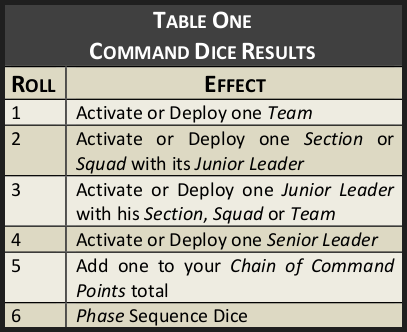 TABLE ONE
COMMAND DICE RESULTS
ROLL EFFECT
1 Activate or Deploy one Team
2 Activate or Deploy one Section or
Squad with its Junior Leader
3 Activate or Deploy one Junior Leader
with his Section, Squad or Team
4 Activate or Deploy one Senior Leader
5 Add one to your Chain of Command
Points total
6 Phase Sequence Dice